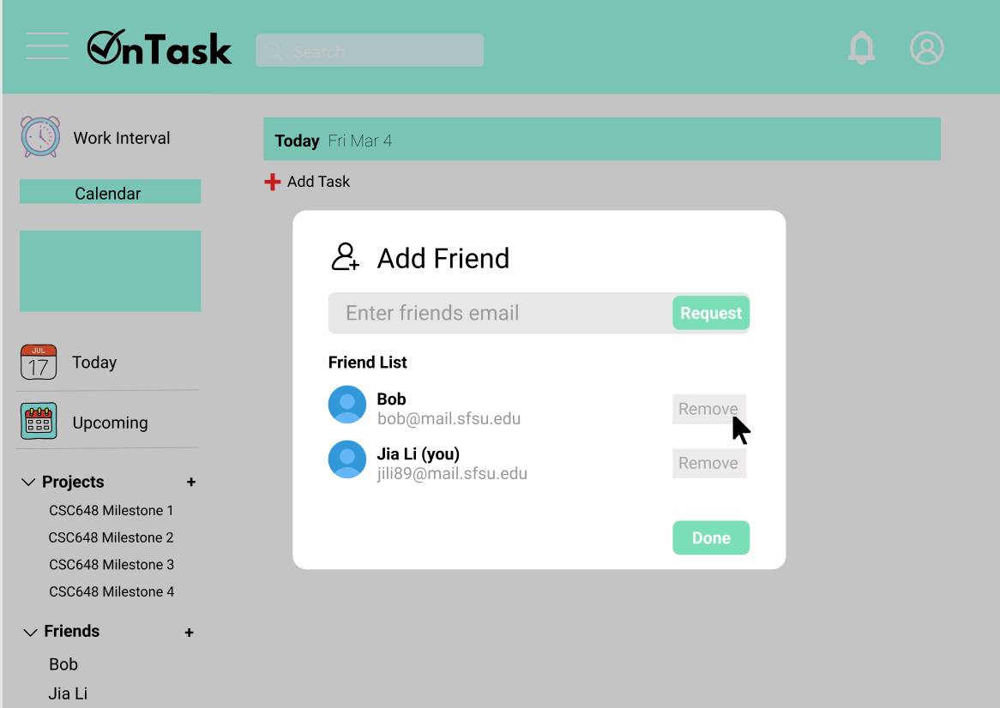 OnTask
Search
Work Interval
Calendar
Today Fri Mar 4
Add Task
Add Friend
Enter friends email
Request
Friend List
Bob
bob@mail.sfsu.edu
Remove
Jia Li (you)
jili89@mail.sfsu.edu
Remove
Done
JUL
17
Today
Upcoming
Projects +
CSC648 Milestone 1
CSC648 Milestone 2
CSC648 Milestone 3
CSC648 Milestone 4
Friends +
Bob
Jia Li